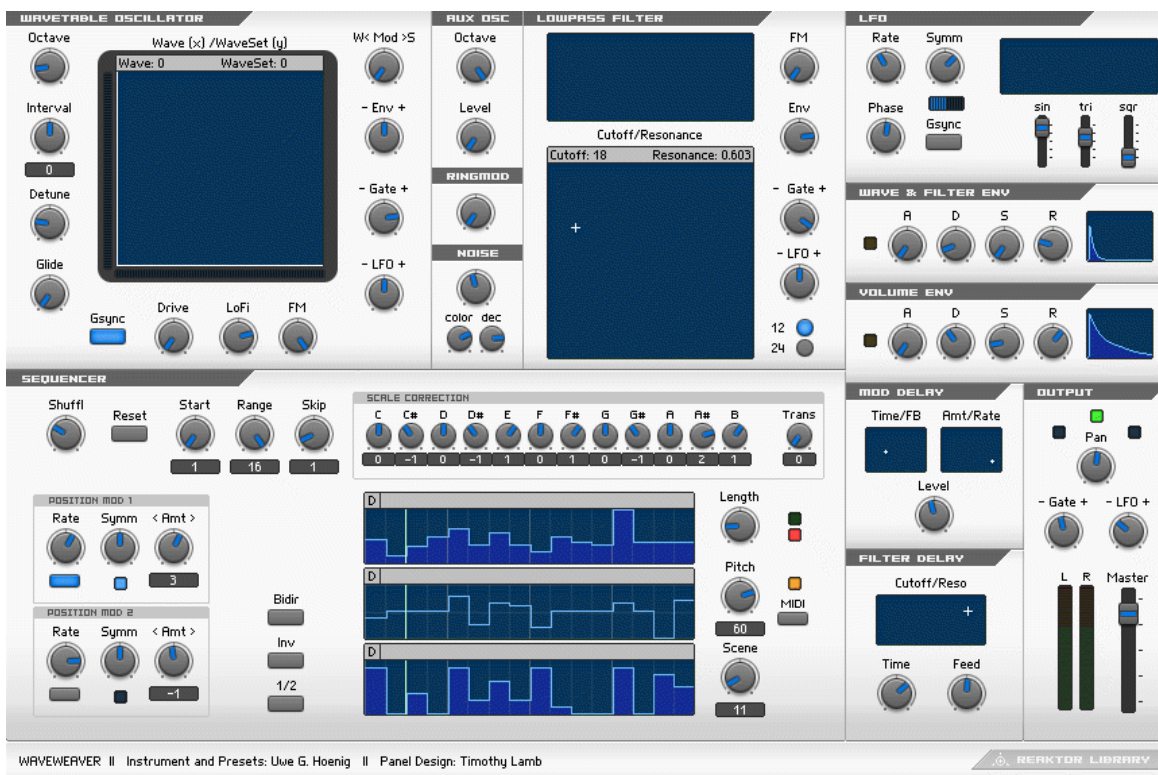 WAVETABLE OSCILLATOR
Octave
Wave (x) /WaveSet (y)
W< Mod >S
Wave: 0 WaveSet: 0
Interval
- Env +
0
Detune
- Gate +
Glide
- LFO +
Gsync
Drive
LoFi
FM
AUX OSC
Octave
Level
RINGMOD
NOISE
color dec
LOWPASS FILTER
FM
Env
Cutoff/Resonance
Cutoff: 18 Resonance: 0.603
- Gate +
- LFO +
12
24
LFO
Rate Symm
Phase
Gsync
sin tri sqr
WAVE & FILTER ENV
A D S R
VOLUME ENV
A D S R
SEQUENCER
Shuffl
Reset
Start Range Skip
1 16 1
SCALE CORRECTION
C C# D D# E F F# G G# A A# B Trans
0 -1 0 -1 1 0 1 0 -1 0 2 1 0
POSITION MOD 1
Rate Symm < Amt >
3
POSITION MOD 2
Rate Symm < Amt >
-1
Bidir
Inv
1/2
D
D
D
Length
Pitch
60
MIDI
Scene
11
MOD DELAY
Time/FB Amt/Rate
Level
FILTER DELAY
Cutoff/Reso
Time Feed
OUTPUT
Pan
- Gate + - LFO +
L R Master
WAVEWEAVER II Instrument and Presets: Uwe G. Hoenig II Panel Design: Timothy Lamb
REAKTOR LIBRARY